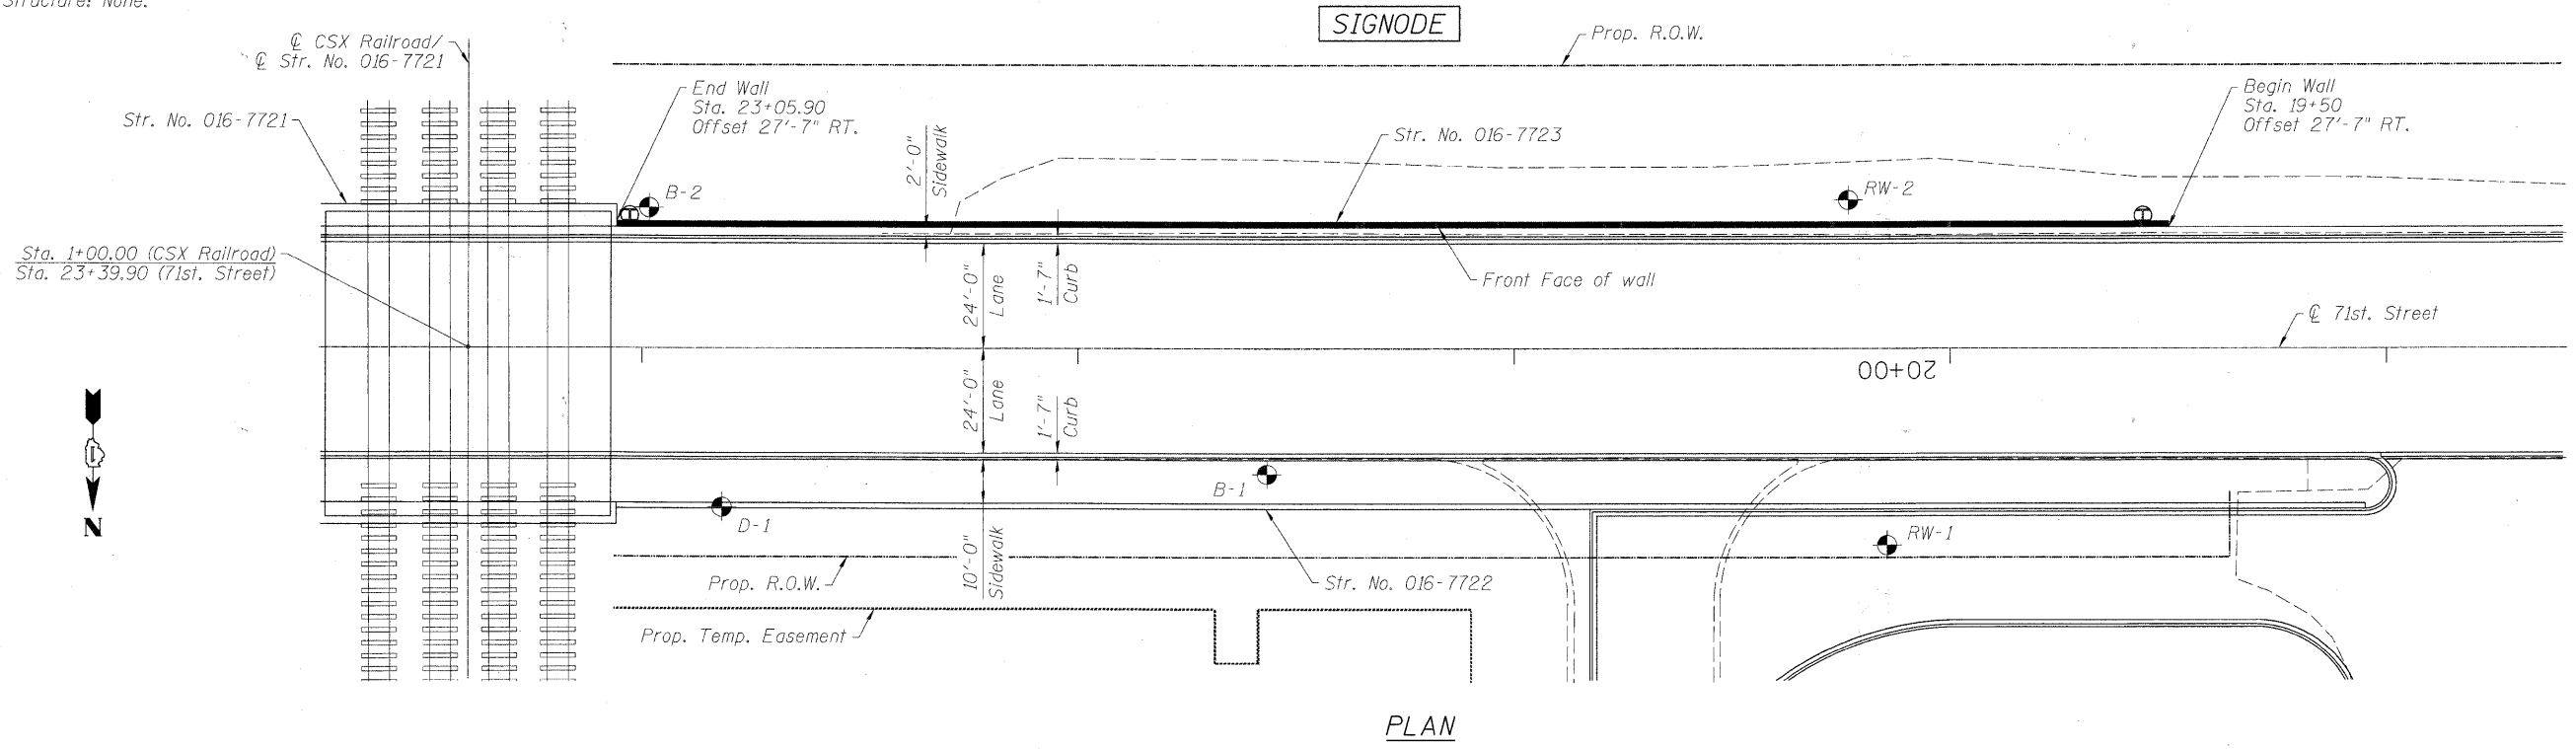 Structure: None.
SIGNODE
℄ CSX Railroad/
℄ Str. No. 016-7721
Prop. R.O.W.
End Wall
Sta. 23+05.90
Offset 27'-7" RT.
Begin Wall
Sta. 19+50
Offset 27'-7" RT.
Str. No. 016-7721
Str. No. 016-7723
2'-0"
Sidewalk
B-2
RW-2
Sta. 1+00.00 (CSX Railroad)
Sta. 23+39.90 (71st. Street)
24'-0"
Lane
1'-7"
Curb
Front Face of wall
℄ 71st. Street
20+00
24'-0"
Lane
1'-7"
Curb
B-1
D-1
N
RW-1
10'-0"
Sidewalk
Prop. R.O.W.
Str. No. 016-7722
Prop. Temp. Easement
PLAN